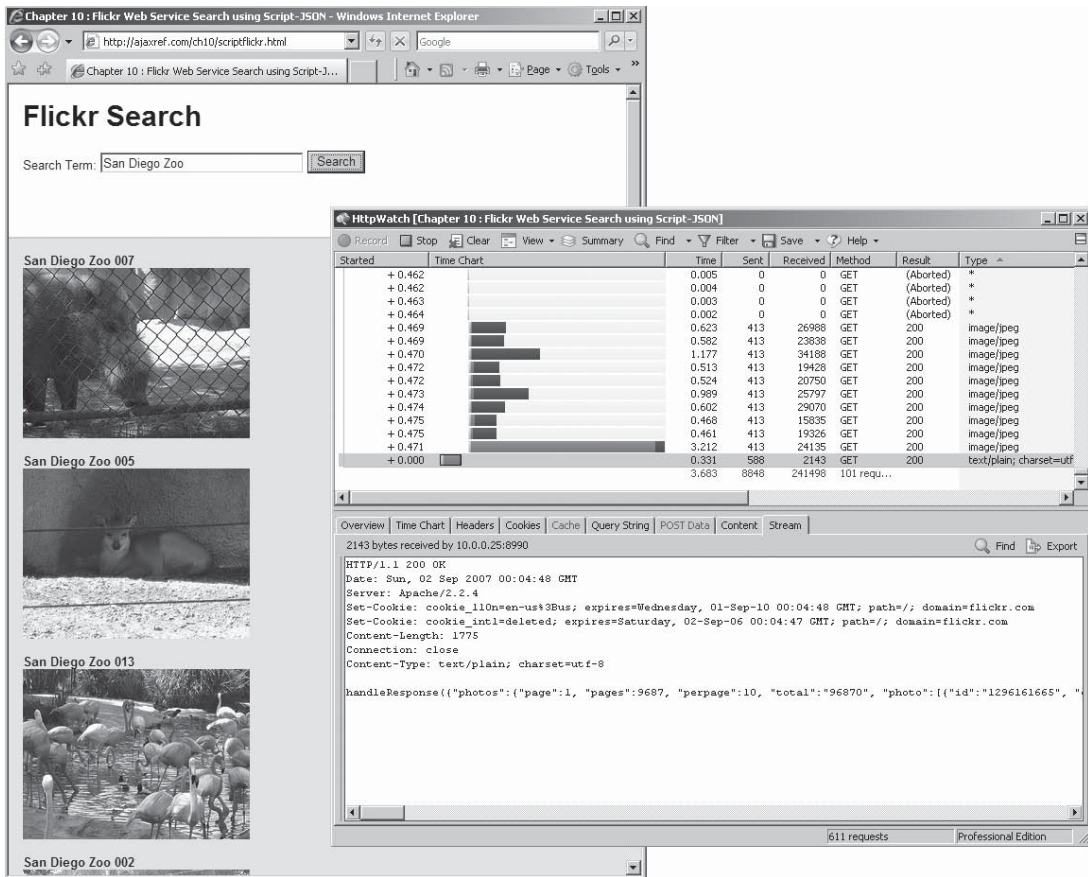 Chapter 10 : Flickr Web Service Search using Script-JSON - Windows Internet Explorer
http://ajaxref.com/ch10/scriptflickr.html
Google
Chapter 10 : Flickr Web Service Search using Script-J...
Page
Tools
Flickr Search
Search Term: San Diego Zoo Search
San Diego Zoo 007
San Diego Zoo 005
San Diego Zoo 013
San Diego Zoo 002
HttpWatch [Chapter 10 : Flickr Web Service Search using Script-JSON]
Record Stop Clear View Summary Find Filter Save Help
Started Time Chart Time Sent Received Method Result Type
+ 0.462 0.005 0 0 GET (Aborted) *
+ 0.462 0.004 0 0 GET (Aborted) *
+ 0.463 0.003 0 0 GET (Aborted) *
+ 0.464 0.002 0 0 GET (Aborted) *
+ 0.469 0.623 413 26988 GET 200 image/jpeg
+ 0.469 0.582 413 23838 GET 200 image/jpeg
+ 0.470 1.177 413 34188 GET 200 image/jpeg
+ 0.472 0.513 413 19428 GET 200 image/jpeg
+ 0.472 0.524 413 20750 GET 200 image/jpeg
+ 0.473 0.989 413 25797 GET 200 image/jpeg
+ 0.474 0.602 413 29070 GET 200 image/jpeg
+ 0.475 0.468 413 15835 GET 200 image/jpeg
+ 0.475 0.461 413 19326 GET 200 image/jpeg
+ 0.471 3.212 413 24135 GET 200 image/jpeg
+ 0.000 0.331 588 2143 GET 200 text/plain; charset=utf
3.683 8848 241498 101 requ...
Overview Time Chart Headers Cookies Cache Query String POST Data Content Stream
2143 bytes received by 10.0.0.25:8990 Find Export
HTTP/1.1 200 OK
Date: Sun, 02 Sep 2007 00:04:48 GMT
Server: Apache/2.2.4
Set-Cookie: cookie_l10n=en-us%3Bus; expires=Wednesday, 01-Sep-10 00:04:48 GMT; path=/; domain=flickr.com
Set-Cookie: cookie_intl=deleted; expires=Saturday, 02-Sep-06 00:04:47 GMT; path=/; domain=flickr.com
Content-Length: 1775
Connection: close
Content-Type: text/plain; charset=utf-8
handleResponse({"photos":{"page":1, "pages":9687, "perpage":10, "total":"96870", "photo":[{"id":"1296161665", "
611 requests Professional Edition